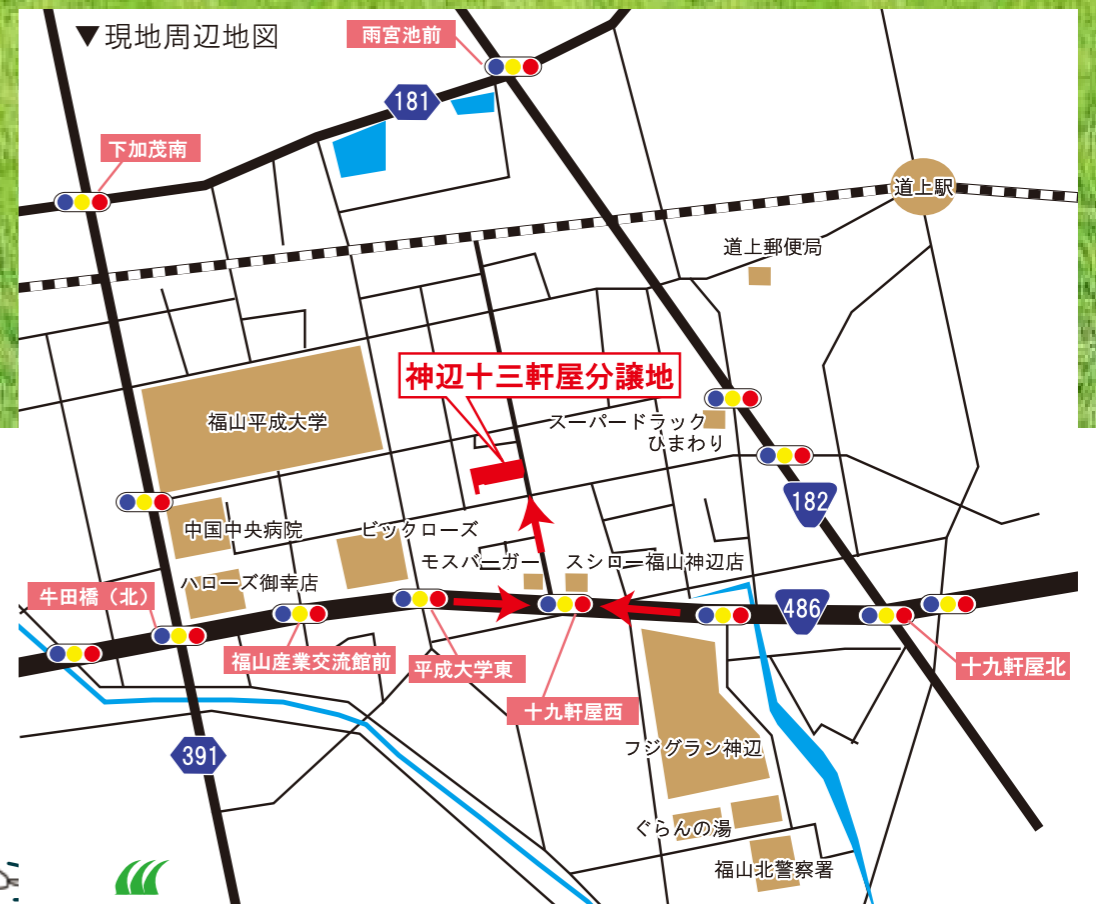 ▼現地周辺地図
雨宮池前
181
下加茂南
道上駅
道上郵便局
神辺十三軒屋分譲地
福山平成大学
スーパードラック
ひまわり
182
中国中央病院
ビックローズ
モスバーガー
スシロー福山神辺店
ハローズ御幸店
牛田橋（北）
486
福山産業交流館前
平成大学東
十九軒屋北
十九軒屋西
391
フジグラン神辺
ぐらんの湯
福山北警察署